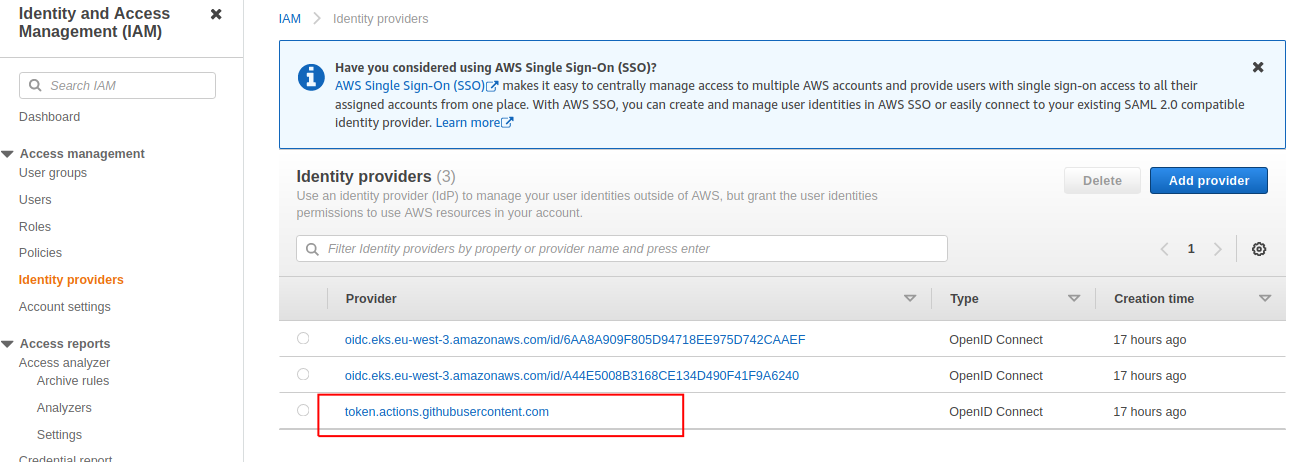 Identity and Access
Management (IAM)
Search IAM
Dashboard
Access management
User groups
Users
Roles
Policies
Identity providers
Account settings
Access reports
Access analyzer
Archive rules
Analyzers
Settings
Credential report
IAM
Identity providers
Have you considered using AWS Single Sign-On (SSO)?
AWS Single Sign-On (SSO) makes it easy to centrally manage access to multiple AWS accounts and provide users with single sign-on access to all their
assigned accounts from one place. With AWS SSO, you can create and manage user identities in AWS SSO or easily connect to your existing SAML 2.0 compatible
identity provider. Learn more
Identity providers (3)
Delete
Add provider
Use an identity provider (IdP) to manage your user identities outside of AWS, but grant the user identities
permissions to use AWS resources in your account.
Filter Identity providers by property or provider name and press enter
1
Provider Type Creation time
oidc.eks.eu-west-3.amazonaws.com/id/6AA8A909F805D94718EE975D742CAAEF OpenID Connect 17 hours ago
oidc.eks.eu-west-3.amazonaws.com/id/A44E5008B3168CE134D490F41F9A6240 OpenID Connect 17 hours ago
token.actions.githubusercontent.com OpenID Connect 17 hours ago